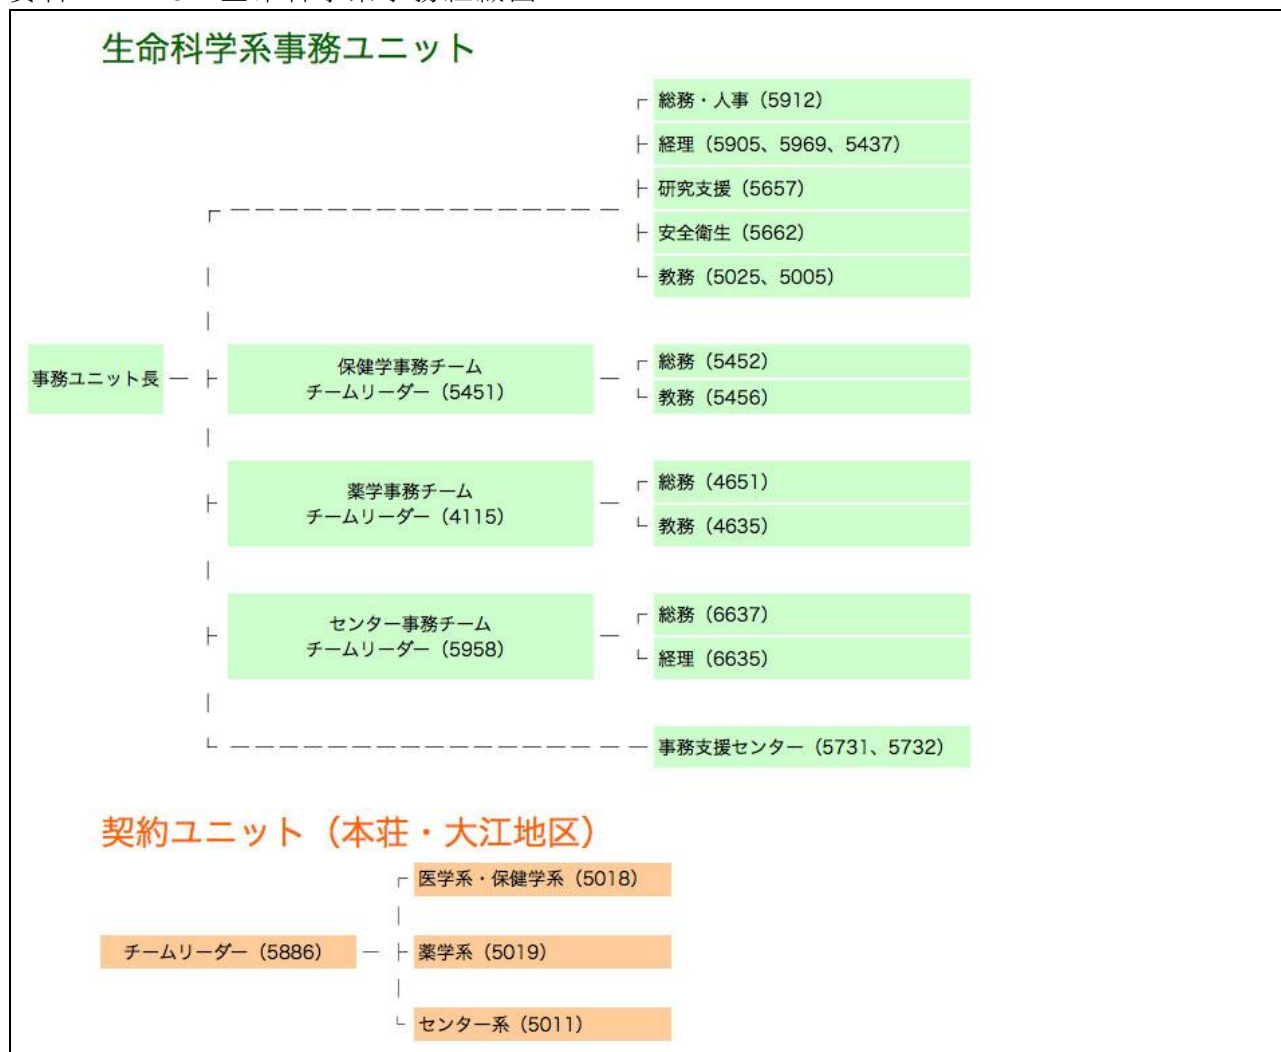 生命科学系事務ユニット
総務・人事（5912）
経理（5905、5969、5437）
研究支援（5657）
安全衛生（5662）
教務（5025、5005）
事務ユニット長
保健学事務チーム
チームリーダー（5451）
総務（5452）
教務（5456）
薬学事務チーム
チームリーダー（4115）
総務（4651）
教務（4635）
センター事務チーム
チームリーダー（5958）
総務（6637）
経理（6635）
事務支援センター（5731、5732）
契約ユニット（本荘・大江地区）
医学系・保健学系（5018）
チームリーダー（5886）
薬学系（5019）
センター系（5011）